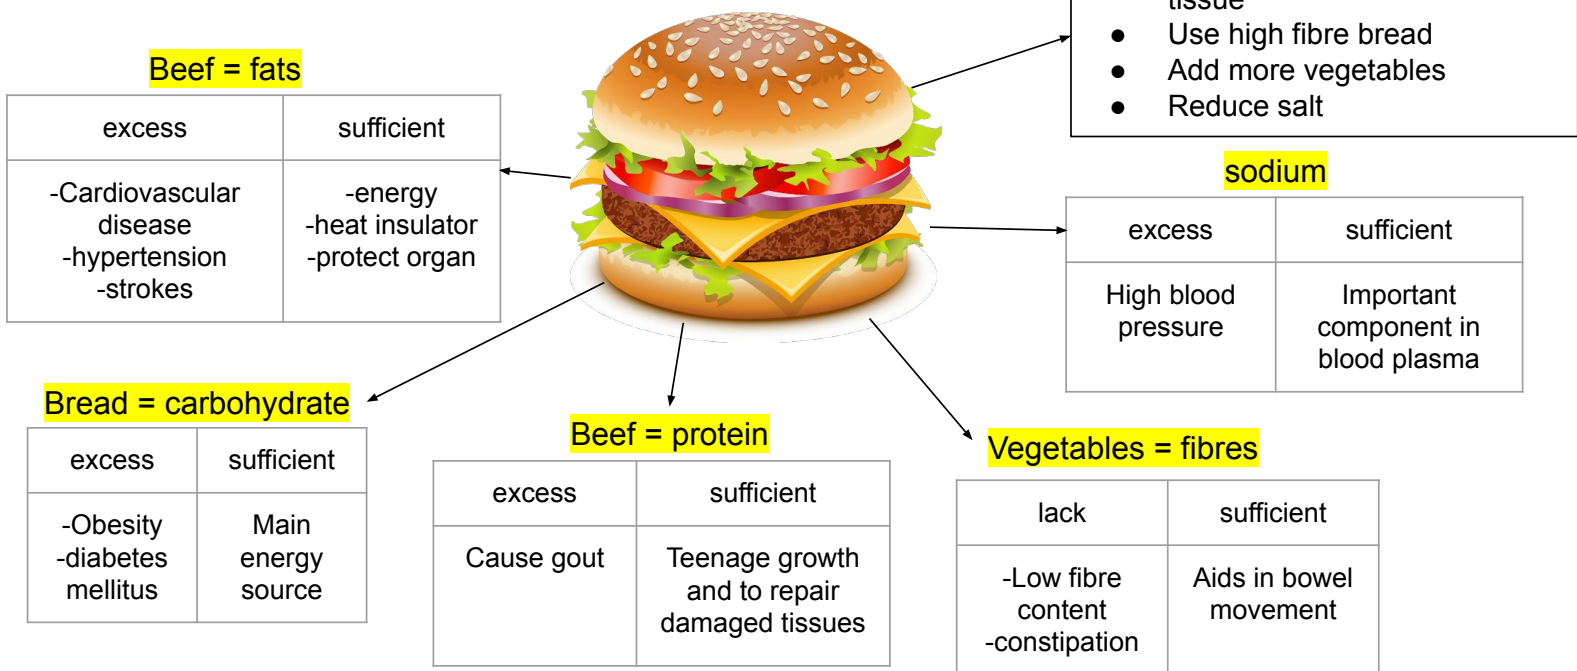 tissue
● Use high fibre bread
● Add more vegetables
● Reduce salt
Beef = fats
excess sufficient
-Cardiovascular
disease
-hypertension
-strokes
-energy
-heat insulator
-protect organ
sodium
excess sufficient
High blood
pressure
Important
component in
blood plasma
Bread = carbohydrate
excess sufficient
-Obesity
-diabetes
mellitus
Main
energy
source
Beef = protein
excess sufficient
Cause gout
Teenage growth
and to repair
damaged tissues
Vegetables = fibres
lack sufficient
-Low fibre
content
-constipation
Aids in bowel
movement